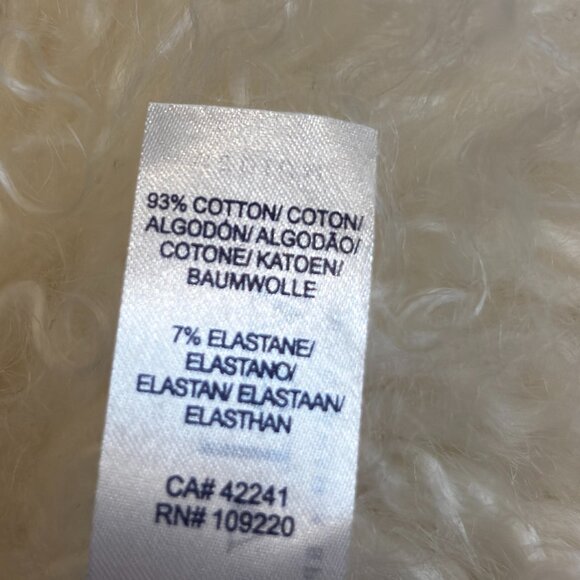 93% COTTON/ COTON/
ALGODÓN/ ALGODÃO/
COTONE/ KATOEN/
BAUMWOLLE
7% ELASTANE/
ELASTANO/
ELASTAN/ ELASTAAN/
ELASTHAN
CA# 42241
RN# 109220